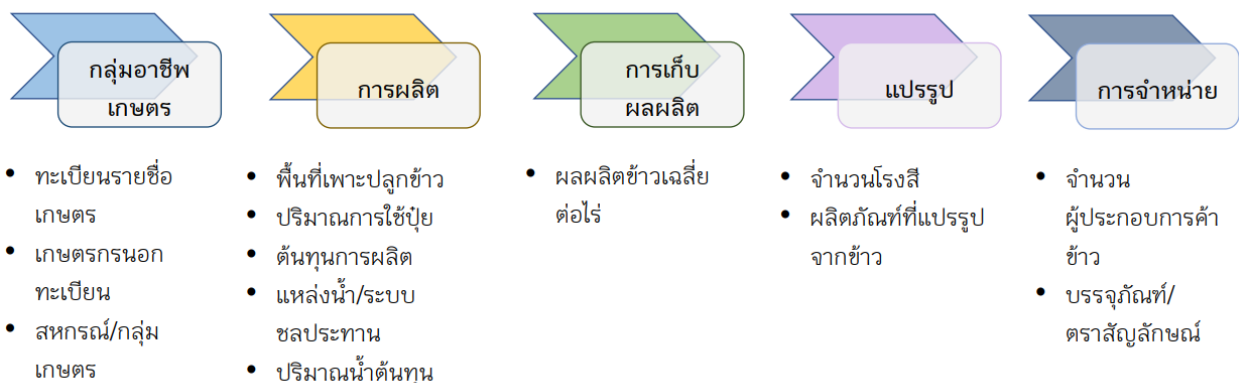 กลุ่มอาชีพ
เกษตร
การผลิต
การเก็บ
ผลผลิต
แปรรูป
การจำหน่าย
• ทะเบียนรายชื่อ
เกษตร
• เกษตรกรนอก
ทะเบียน
• สหกรณ์/กลุ่ม
เกษตร
• พื้นที่เพาะปลูกข้าว
• ปริมาณการใช้ปุ๋ย
• ต้นทุนการผลิต
• แหล่งน้ำ/ระบบ
ชลประทาน
• ปริมาณน้ำต้นทุน
• ผลผลิตข้าวเฉลี่ย
ต่อไร่
• จำนวนโรงสี
• ผลิตภัณฑ์ที่แปรรูป
จากข้าว
• จำนวน
ผู้ประกอบการค้า
ข้าว
• บรรจุภัณฑ์/
ตราสัญลักษณ์